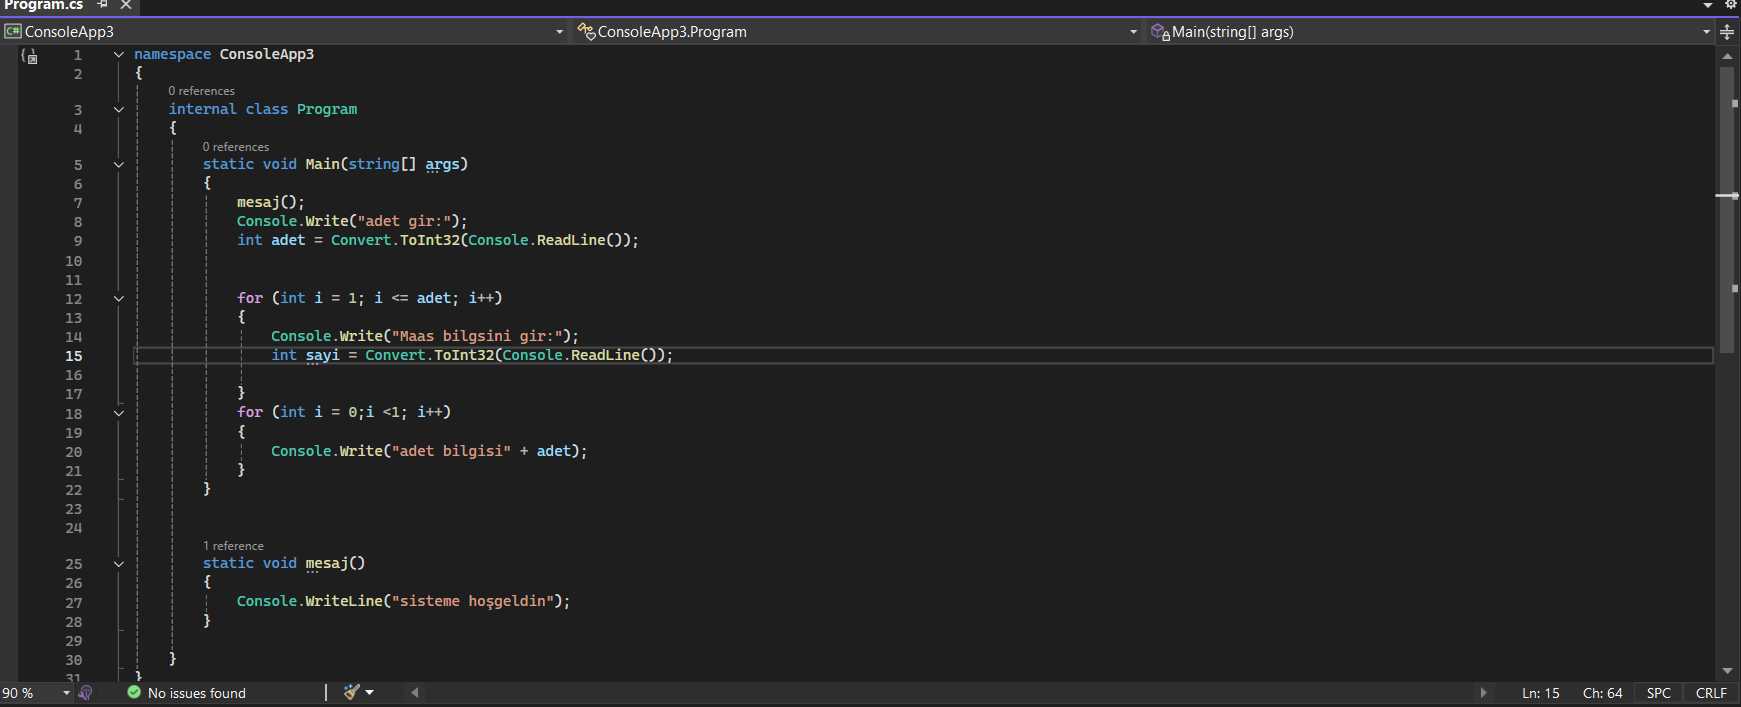 Program.cs
ConsoleApp3 ConsoleApp3.Program Main(string[] args)
1 namespace ConsoleApp3
2 {
0 references
3 internal class Program
4 {
0 references
5 static void Main(string[] args)
6 {
7 mesaj();
8 Console.Write("adet gir:");
9 int adet = Convert.ToInt32(Console.ReadLine());
10
11
12 for (int i = 1; i <= adet; i++)
13 {
14 Console.Write("Maas bilgsini gir:");
15 int sayi = Convert.ToInt32(Console.ReadLine());
16
17 }
18 for (int i = 0;i <1; i++)
19 {
20 Console.Write("adet bilgisi" + adet);
21 }
22 }
23
24
1 reference
25 static void mesaj()
26 {
27 Console.WriteLine("sisteme hoşgeldin");
28 }
29
30 }
31 }
90 % No issues found Ln: 15 Ch: 64 SPC CRLF